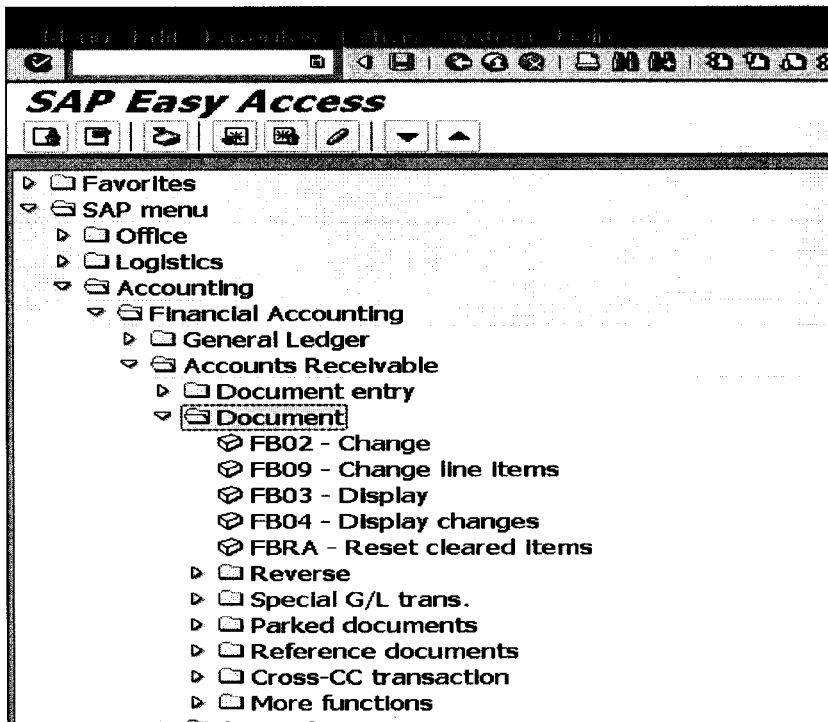 SAP Easy Access
Favorites
SAP menu
Office
Logistics
Accounting
Financial Accounting
General Ledger
Accounts Receivable
Document entry
Document
FB02 - Change
FB09 - Change line items
FB03 - Display
FB04 - Display changes
FBRA - Reset cleared items
Reverse
Special G/L trans.
Parked documents
Reference documents
Cross-CC transaction
More functions